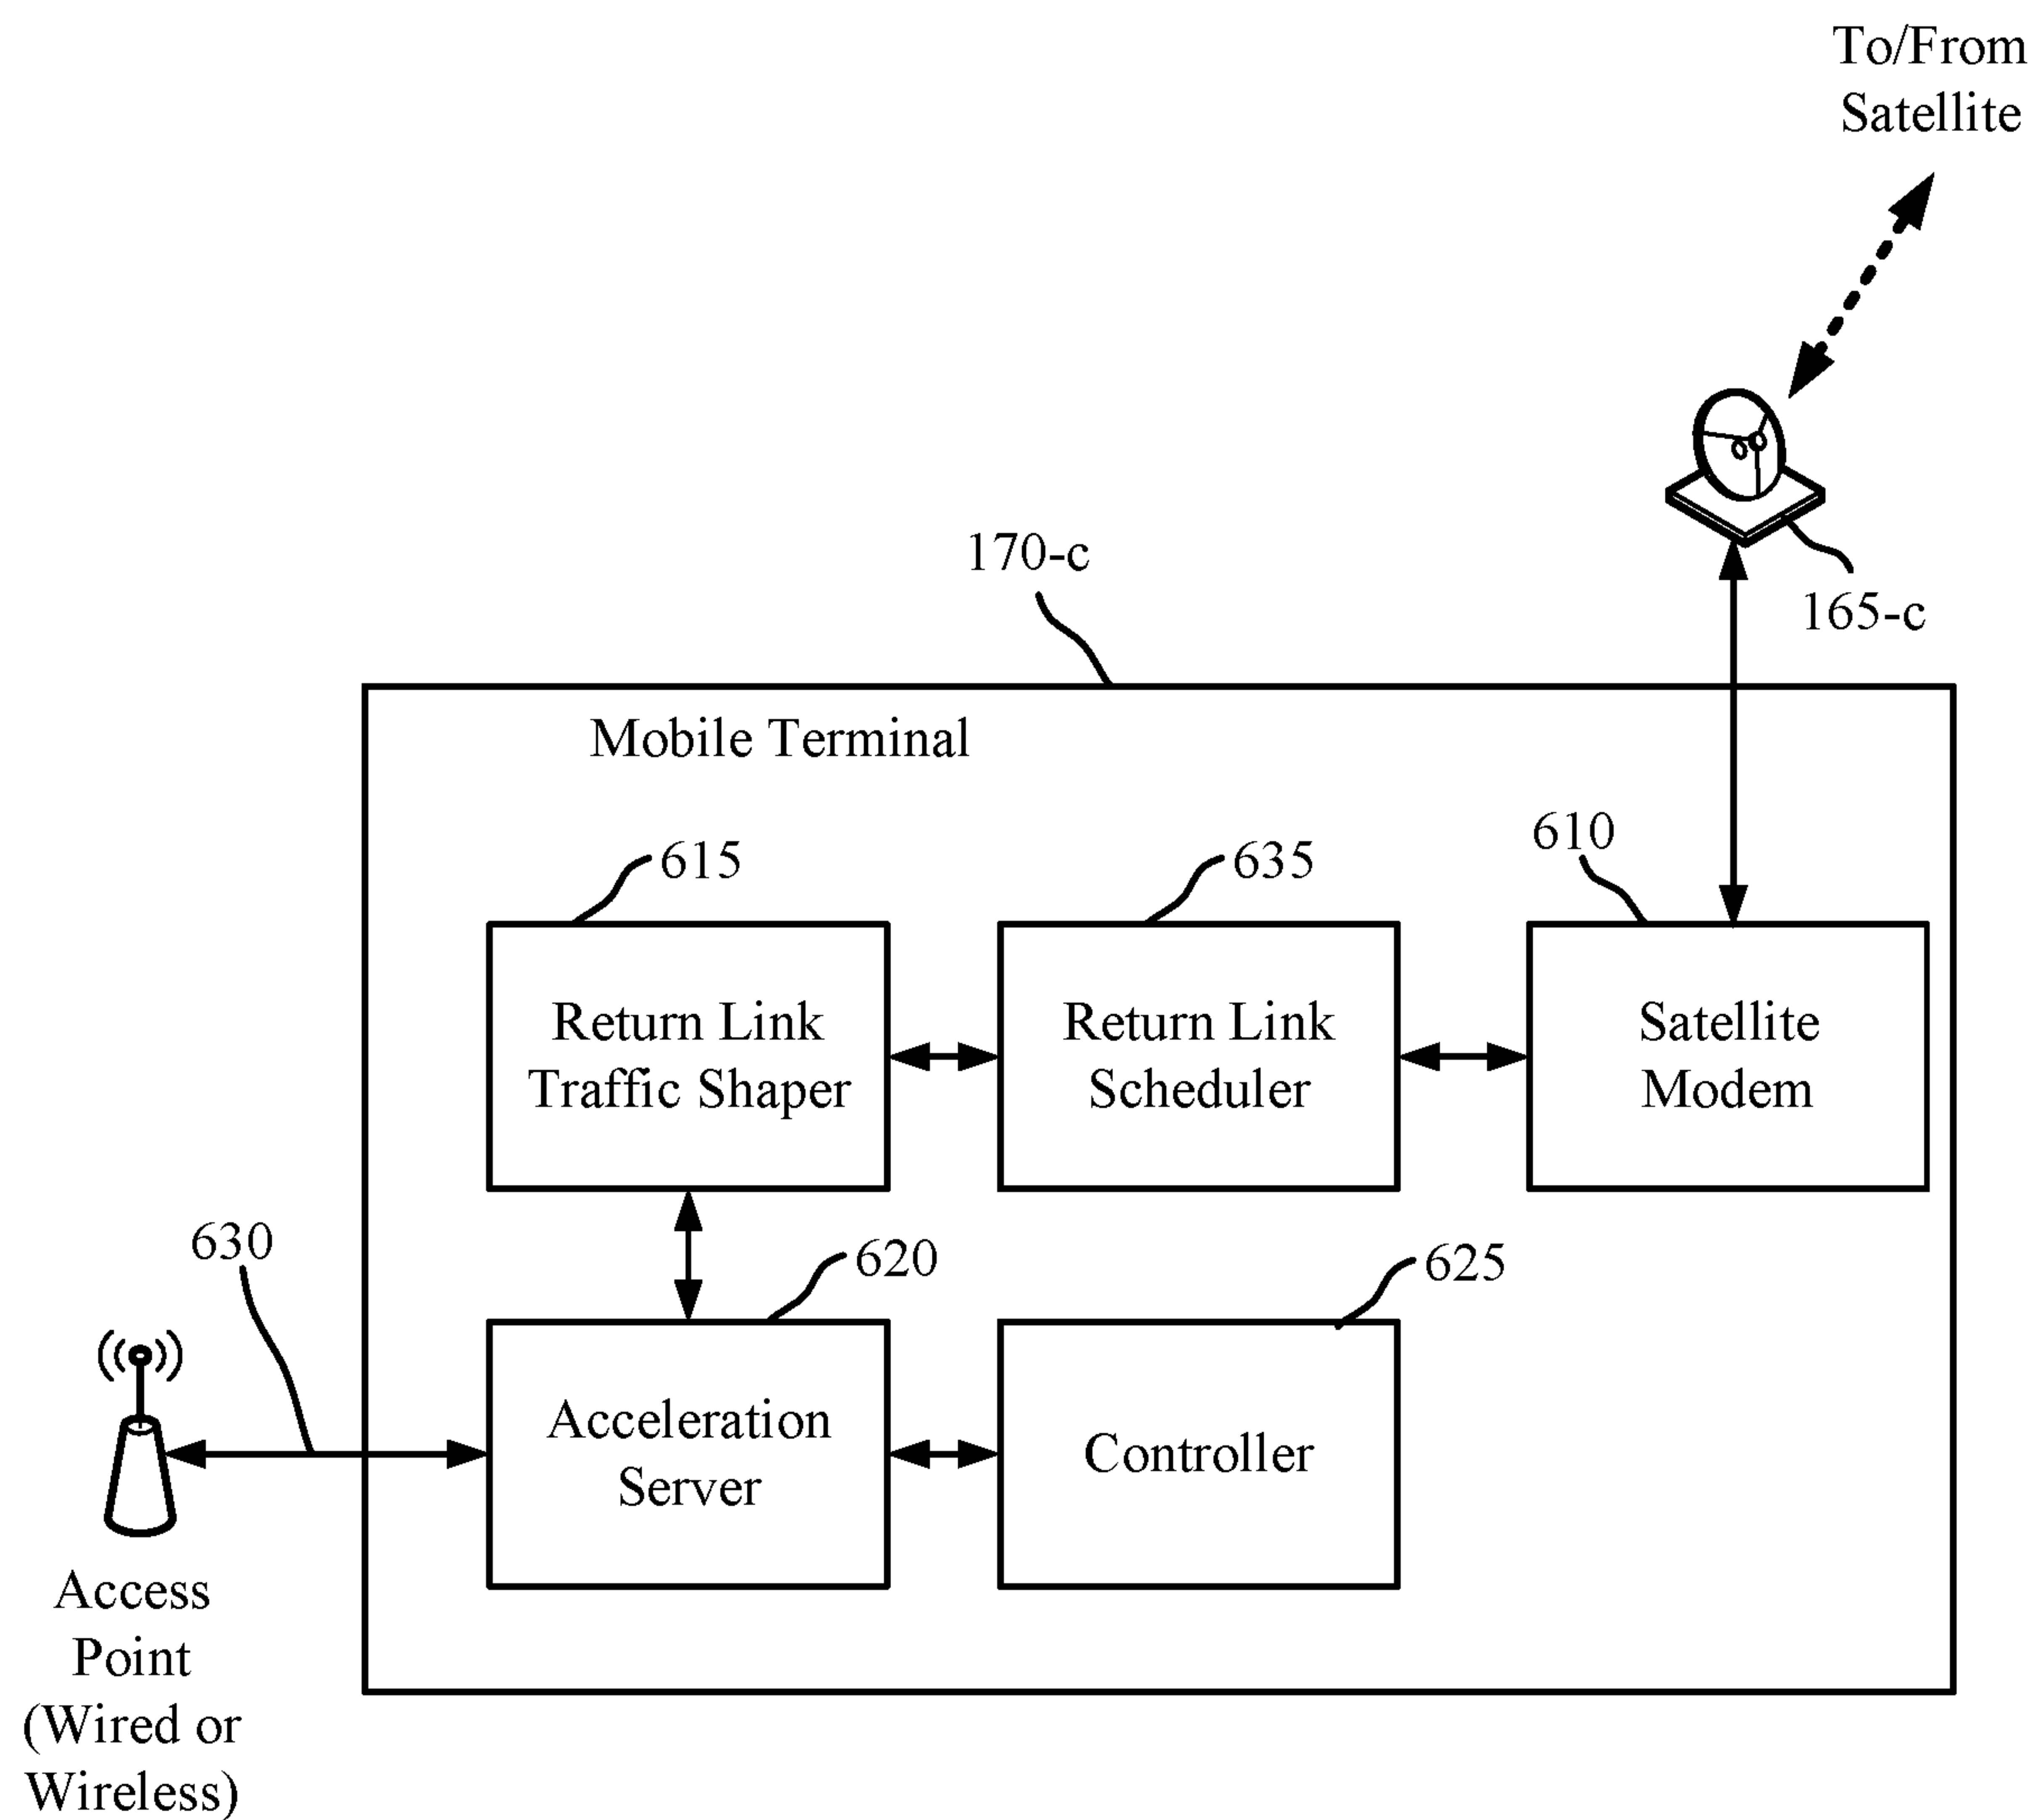 To/From
Satellite
170-c
165-c
Mobile Terminal
615
635
610
Return Link
Traffic Shaper
Return Link
Scheduler
Satellite
Modem
630
620
625
Acceleration
Server
Controller
Access
Point
(Wired or
Wireless)